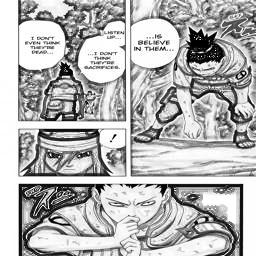 ...IS
BELIEVE
IN
THEM...
LISTEN
UP
...I DON'T
THINK
THEY'RE
SACRIFICES.
I DON'T
EVEN THINK
THEY'RE
DEAD...
!